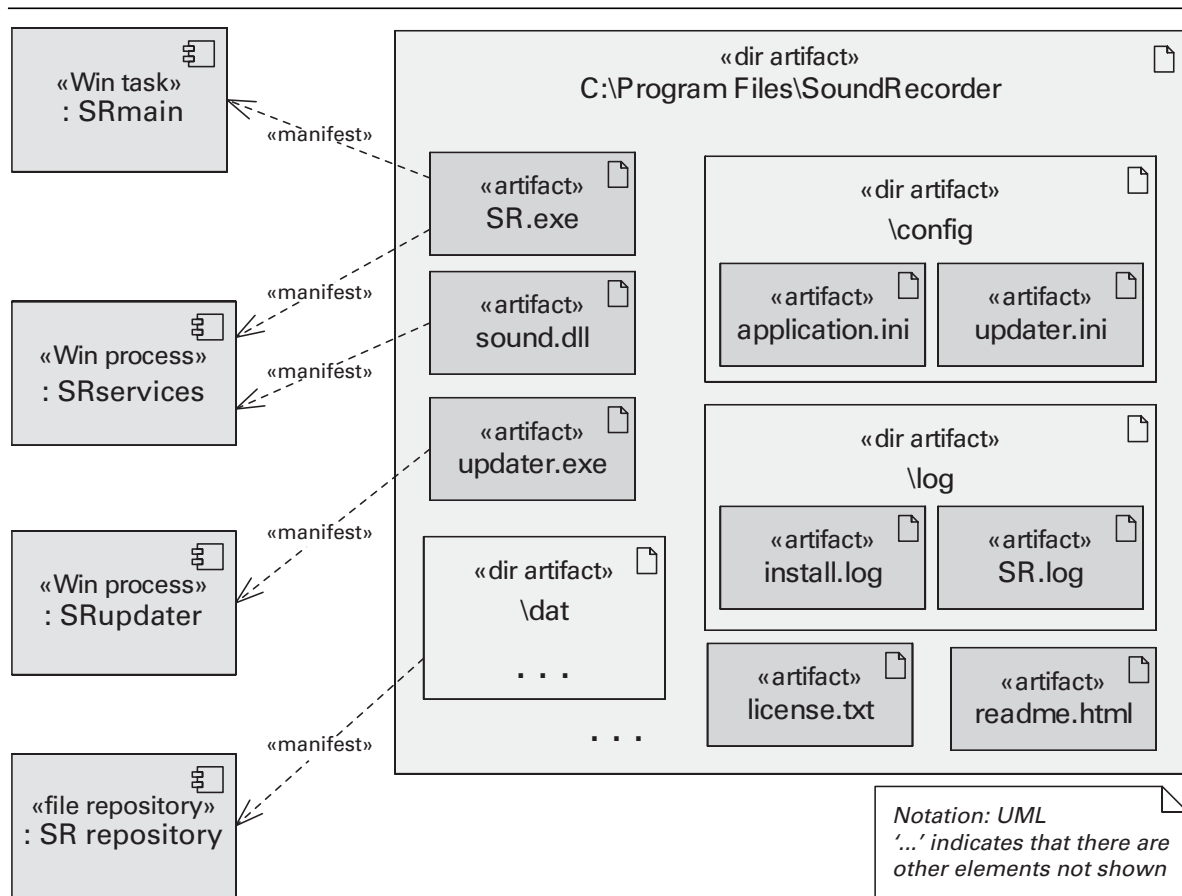 «Win task»
: SRmain
«manifest»
«manifest»
«Win process»
: SRservices
«manifest»
«Win process»
: SRupdater
«manifest»
«file repository»
: SR repository
«manifest»
«dir artifact»
C:\Program Files\SoundRecorder
«artifact»
SR.exe
«artifact»
sound.dll
«artifact»
updater.exe
«dir artifact»
\dat
. . .
. . .
«dir artifact»
\config
«artifact»
application.ini
«artifact»
updater.ini
«dir artifact»
\log
«artifact»
install.log
«artifact»
SR.log
«artifact»
license.txt
«artifact»
readme.html
Notation: UML
‘...’ indicates that there are
other elements not shown